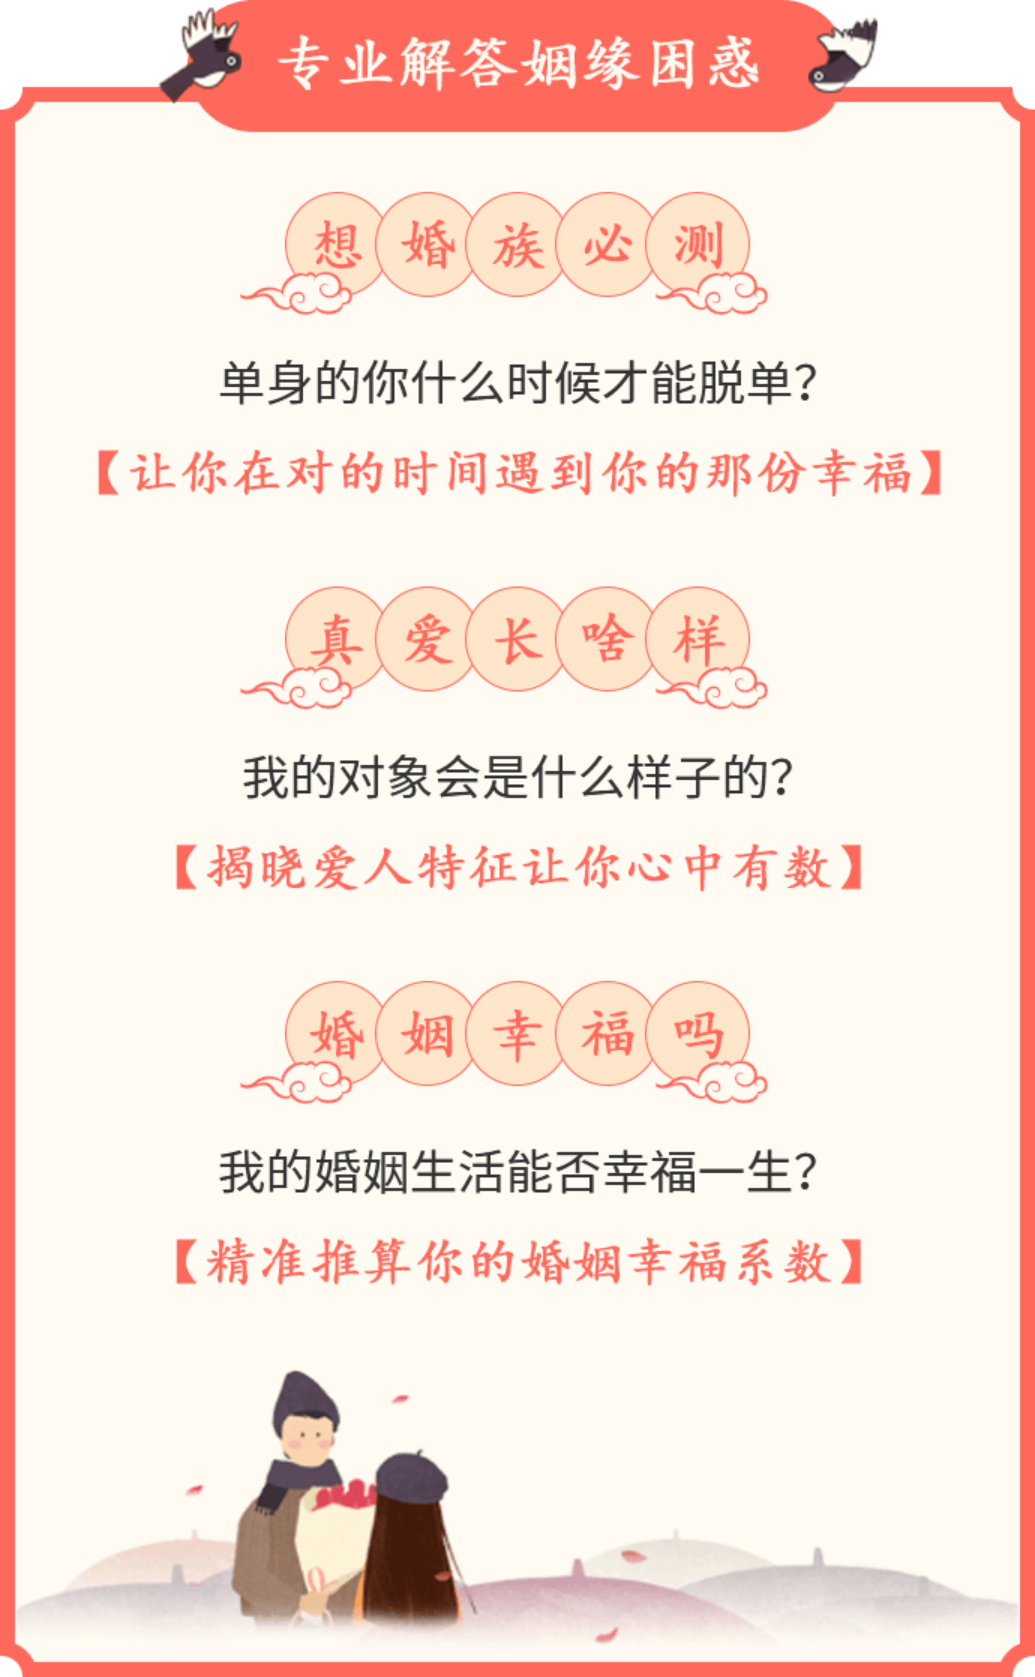 专业解答姻缘困惑
想婚族必测
单身的你什么时候才能脱单？
【让你在对的时间遇到你的那份幸福】
真爱长啥样
我的对象会是什么样子的？
【揭晓爱人特征让你心中有数】
婚姻幸福吗
我的婚姻生活能否幸福一生？
【精准推算你的婚姻幸福系数】